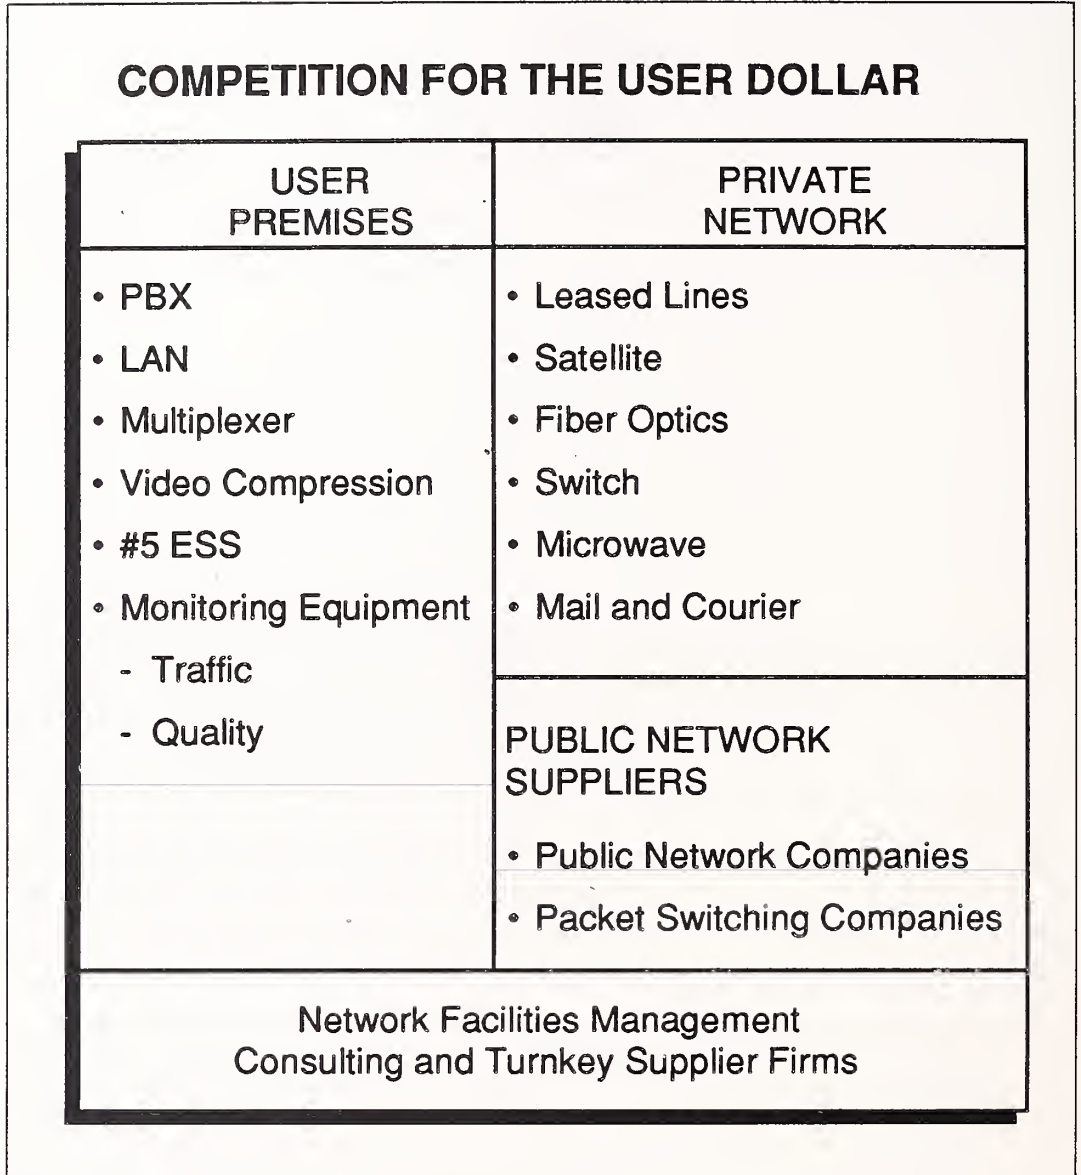 COMPETITION FOR THE USER DOLLAR
USER
PREMISES
• PBX
• LAN
• Multiplexer
• Video Compression
• #5 ESS
• Monitoring Equipment
- Traffic
- Quality
PRIVATE
NETWORK
• Leased Lines
• Satellite
• Fiber Optics
• Switch
• Microwave
• Mail and Courier
PUBLIC NETWORK
SUPPLIERS
• Public Network Companies
• Packet Switching Companies
Network Facilities Management
Consulting and Turnkey Supplier Firms